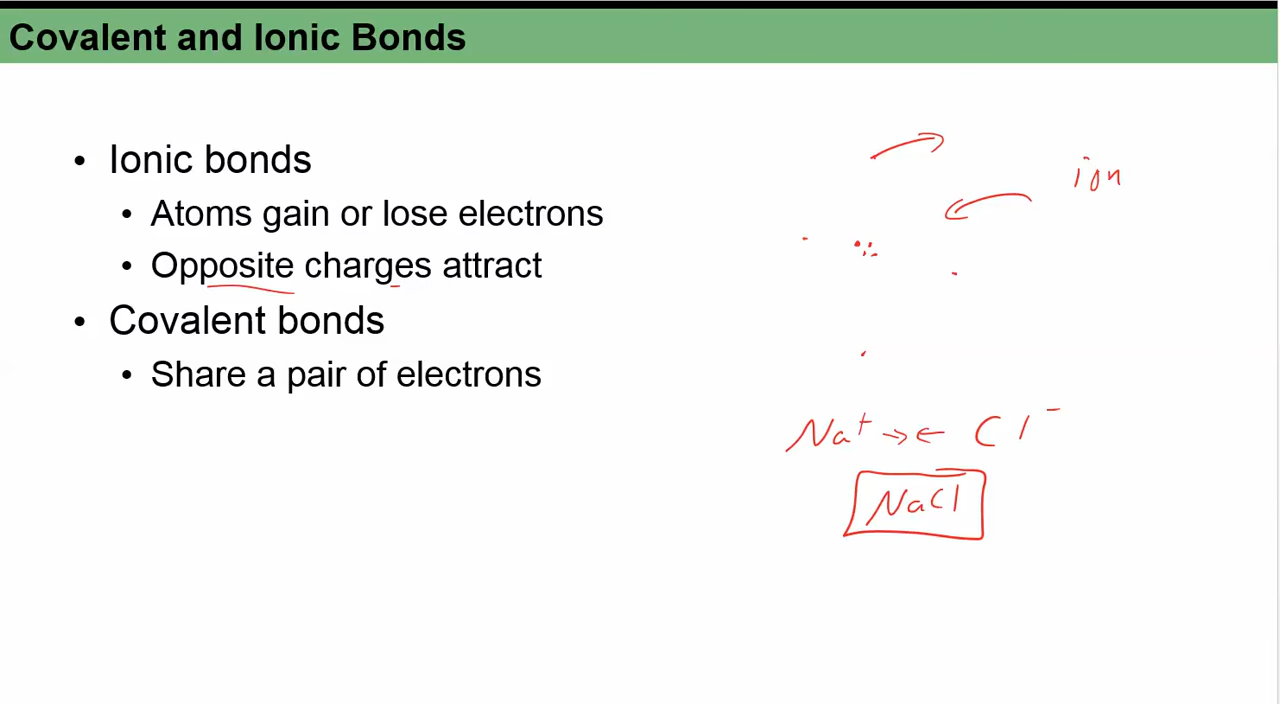 Covalent and Ionic Bonds
• Ionic bonds
• Atoms gain or lose electrons
• Opposite charges attract
• Covalent bonds
• Share a pair of electrons
ion
Na⁺ →← Cl⁻
NaCl